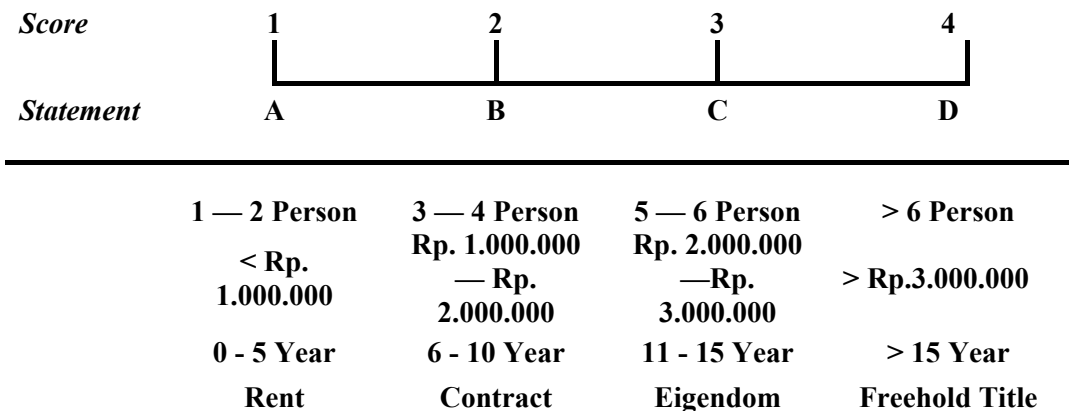 Score 1 2 3 4
Statement A B C D
1 — 2 Person 3 — 4 Person 5 — 6 Person > 6 Person
< Rp.
1.000.000
Rp. 1.000.000
— Rp.
2.000.000
Rp. 2.000.000
—Rp.
3.000.000
> Rp.3.000.000
0 - 5 Year 6 - 10 Year 11 - 15 Year > 15 Year
Rent Contract Eigendom Freehold Title